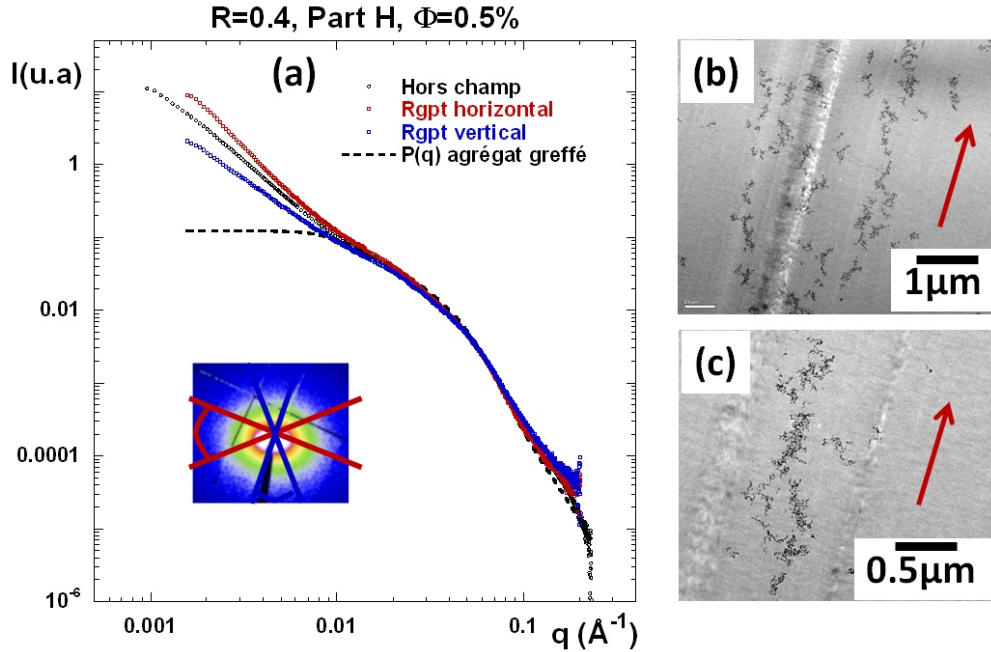 R=0.4, Part H, Φ=0.5%
I(u.a)
(a)
Hors champ
Rgpt horizontal
Rgpt vertical
P(q) agrégat greffé
1
0.01
0.0001
10⁻⁶
0.001
0.01
0.1
q (Å⁻¹)
(b)
1µm
(c)
0.5µm